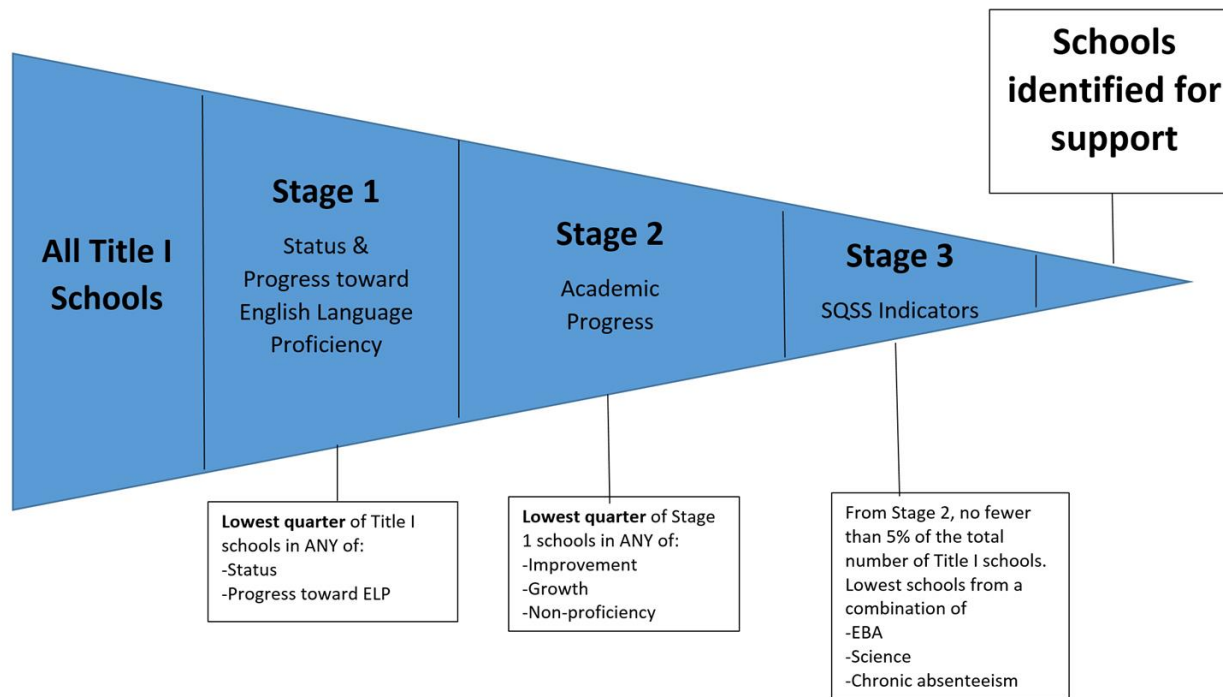 Schools
identified for
support
All Title I
Schools
Stage 1
Status &
Progress toward
English Language
Proficiency
Stage 2
Academic
Progress
Stage 3
SQSS Indicators
Lowest quarter of Title I
schools in ANY of:
-Status
-Progress toward ELP
Lowest quarter of Stage
1 schools in ANY of:
-Improvement
-Growth
-Non-proficiency
From Stage 2, no fewer
than 5% of the total
number of Title I schools.
Lowest schools from a
combination of
-EBA
-Science
-Chronic absenteeism